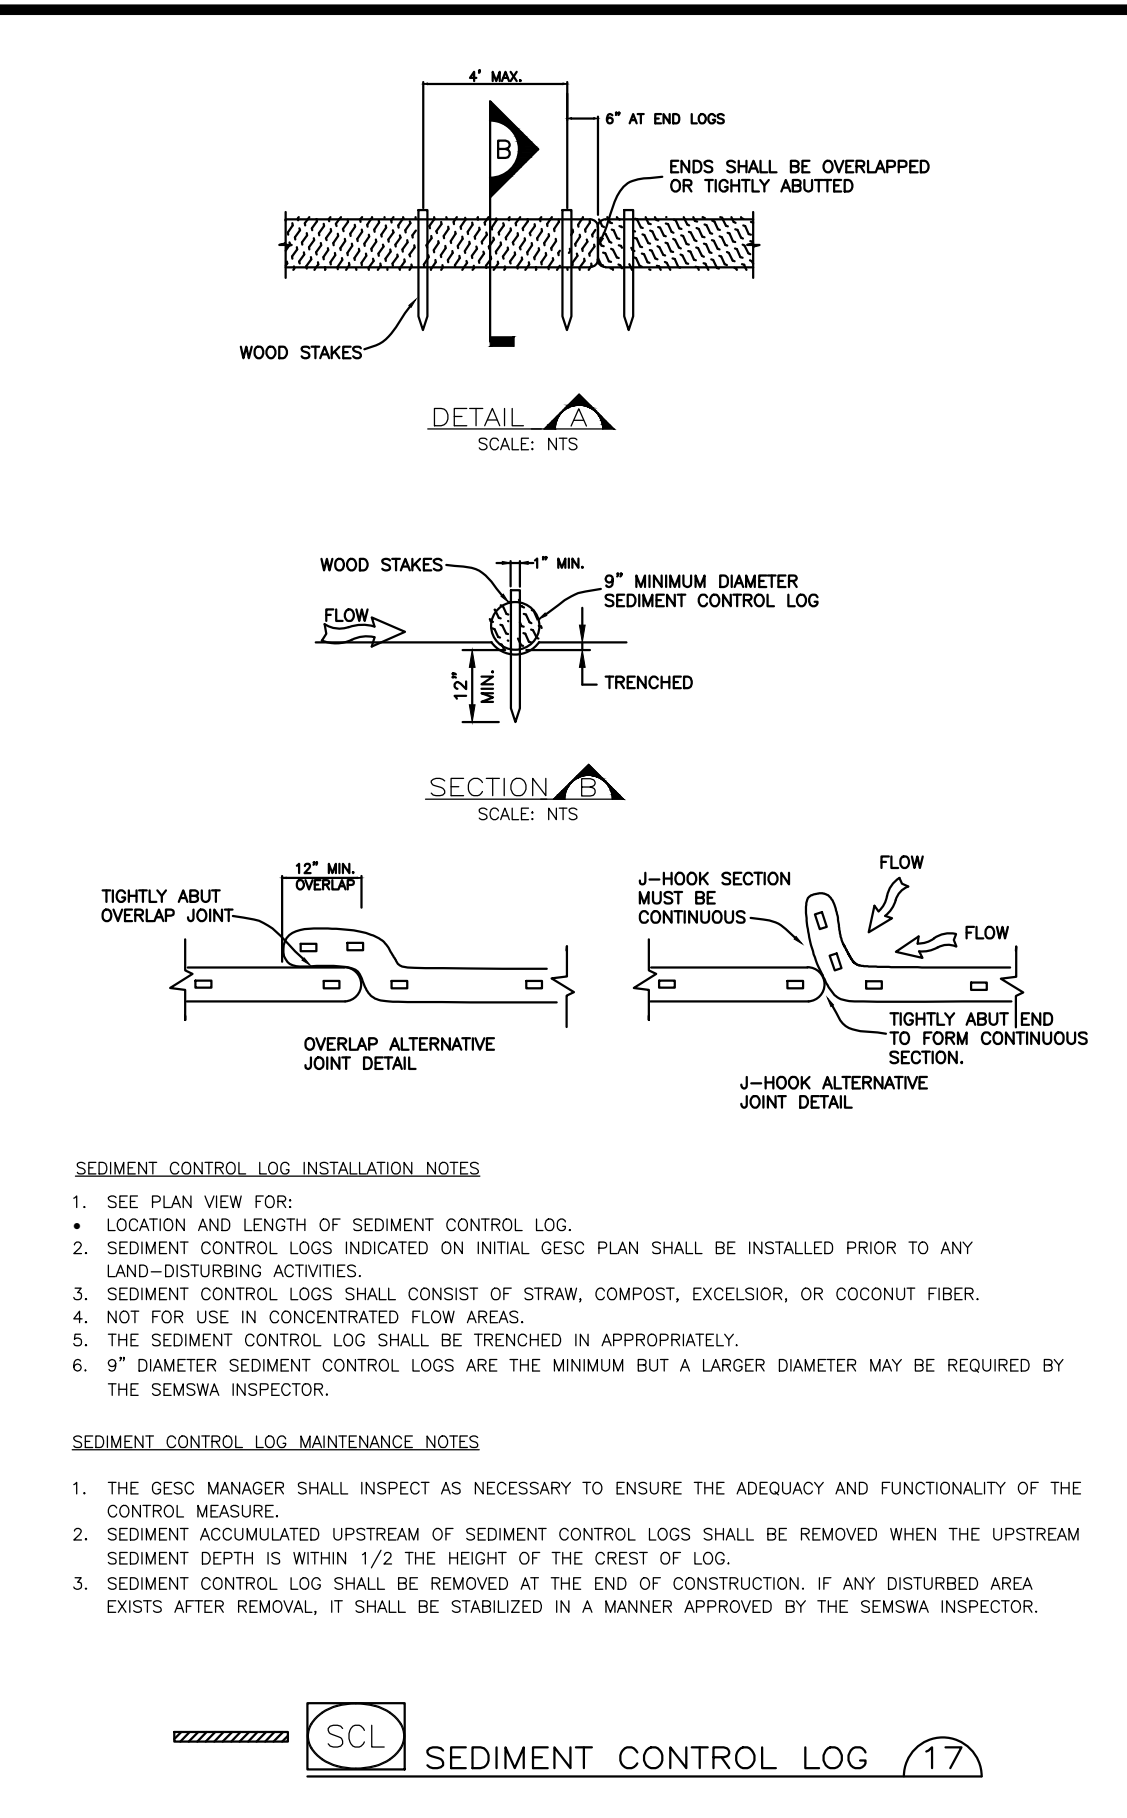 4' MAX.
6" AT END LOGS
B
ENDS SHALL BE OVERLAPPED
OR TIGHTLY ABUTTED
WOOD STAKES
DETAIL A
SCALE: NTS
WOOD STAKES
1" MIN.
9" MINIMUM DIAMETER
SEDIMENT CONTROL LOG
FLOW
12"
MIN.
TRENCHED
SECTION B
SCALE: NTS
12" MIN.
OVERLAP
TIGHTLY ABUT
OVERLAP JOINT
OVERLAP ALTERNATIVE
JOINT DETAIL
FLOW
J-HOOK SECTION
MUST BE
CONTINUOUS
FLOW
TIGHTLY ABUT END
TO FORM CONTINUOUS
SECTION.
J-HOOK ALTERNATIVE
JOINT DETAIL
SEDIMENT CONTROL LOG INSTALLATION NOTES
1. SEE PLAN VIEW FOR:
• LOCATION AND LENGTH OF SEDIMENT CONTROL LOG.
2. SEDIMENT CONTROL LOGS INDICATED ON INITIAL GESC PLAN SHALL BE INSTALLED PRIOR TO ANY
LAND-DISTURBING ACTIVITIES.
3. SEDIMENT CONTROL LOGS SHALL CONSIST OF STRAW, COMPOST, EXCELSIOR, OR COCONUT FIBER.
4. NOT FOR USE IN CONCENTRATED FLOW AREAS.
5. THE SEDIMENT CONTROL LOG SHALL BE TRENCHED IN APPROPRIATELY.
6. 9" DIAMETER SEDIMENT CONTROL LOGS ARE THE MINIMUM BUT A LARGER DIAMETER MAY BE REQUIRED BY
THE SEMSWA INSPECTOR.
SEDIMENT CONTROL LOG MAINTENANCE NOTES
1. THE GESC MANAGER SHALL INSPECT AS NECESSARY TO ENSURE THE ADEQUACY AND FUNCTIONALITY OF THE
CONTROL MEASURE.
2. SEDIMENT ACCUMULATED UPSTREAM OF SEDIMENT CONTROL LOGS SHALL BE REMOVED WHEN THE UPSTREAM
SEDIMENT DEPTH IS WITHIN 1/2 THE HEIGHT OF THE CREST OF LOG.
3. SEDIMENT CONTROL LOG SHALL BE REMOVED AT THE END OF CONSTRUCTION. IF ANY DISTURBED AREA
EXISTS AFTER REMOVAL, IT SHALL BE STABILIZED IN A MANNER APPROVED BY THE SEMSWA INSPECTOR.
SCL
SEDIMENT CONTROL LOG 17